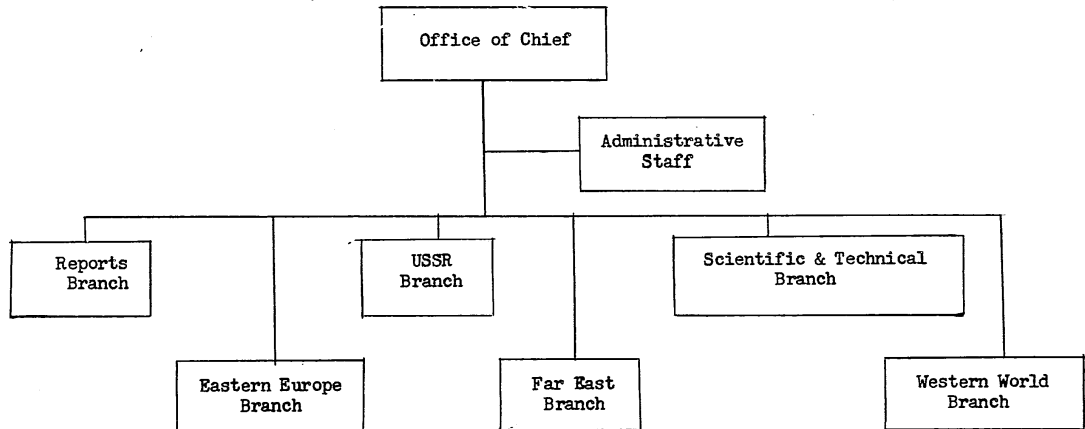 Office of Chief
Administrative
Staff
Reports
Branch
USSR
Branch
Scientific & Technical
Branch
Eastern Europe
Branch
Far East
Branch
Western World
Branch